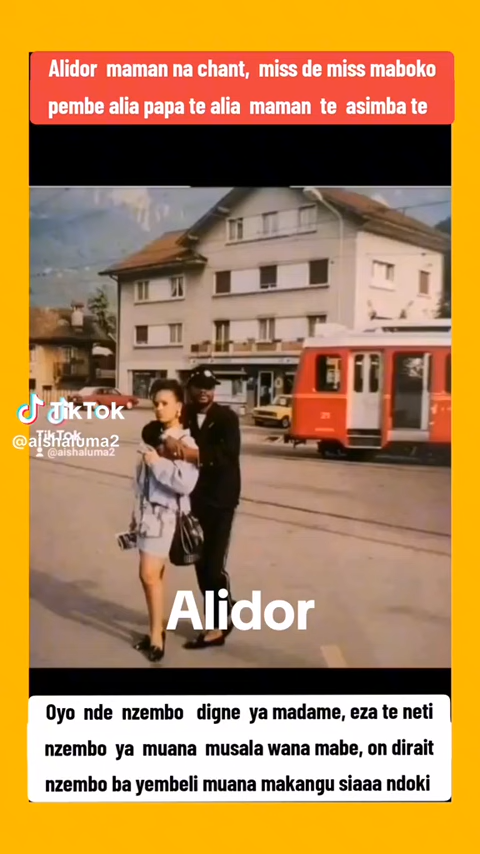 Alidor maman na chant, miss de miss maboko
pembe alia papa te alia maman te asimba te
TikTok
@aishaluma2
TikTok
@aishaluma2
Alidor
Oyo nde nzembo digne ya madame, eza te neti
nzembo ya muana musala wana mabe, on dirait
nzembo ba yembeli muana makangu siaaa ndoki